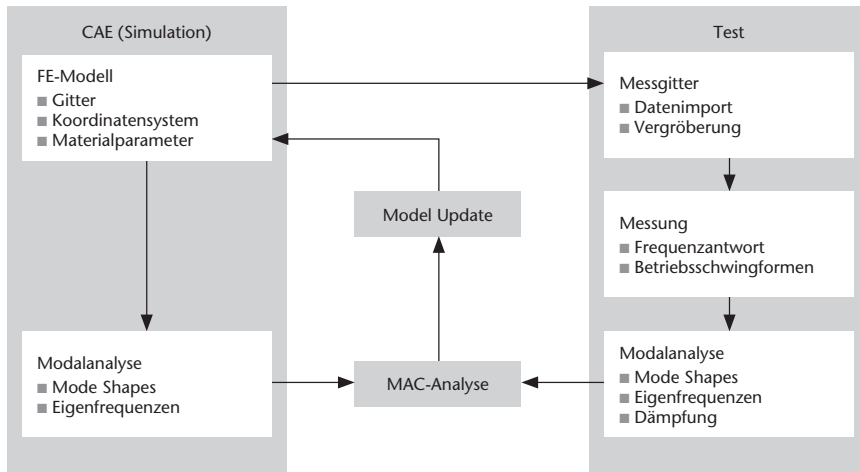 CAE (Simulation)
FE-Modell
■ Gitter
■ Koordinatensystem
■ Materialparameter
Modalanalyse
■ Mode Shapes
■ Eigenfrequenzen
Model Update
MAC-Analyse
Test
Messgitter
■ Datenimport
■ Vergröberung
Messung
■ Frequenzantwort
■ Betriebsschwingformen
Modalanalyse
■ Mode Shapes
■ Eigenfrequenzen
■ Dämpfung